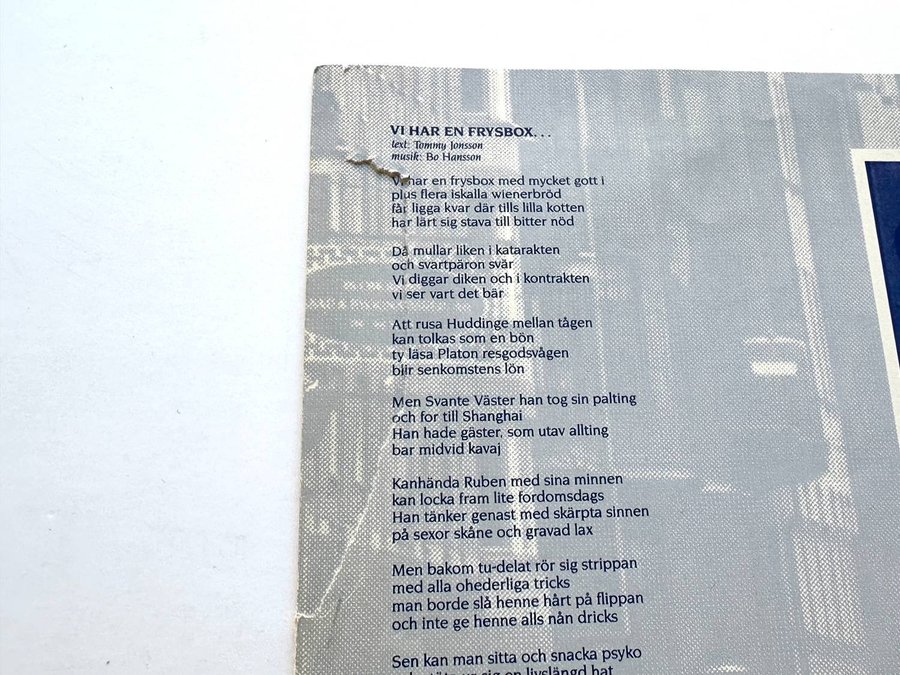 VI HAR EN FRYSBOX...
text: Tommy Jonsson
musik: Bo Hansson
Vi har en frysbox med mycket gott i
plus flera iskalla wienerbröd
får ligga kvar där tills lilla kotten
har lärt sig stava till bitter nöd
Då mullar liken i katarakten
och svartpäron svär
Vi diggar diken och i kontrakten
vi ser vart det bär
Att rusa Huddinge mellan tågen
kan tolkas som en bön
ty läsa Platon resgodsvågen
blir senkomstens lön
Men Svante Väster han tog sin palting
och for till Shanghai
Han hade gäster, som utav allting
bar midvid kavaj
Kanhända Ruben med sina minnen
kan locka fram lite fordomsdags
Han tänker genast med skärpta sinnen
på sexor skåne och gravad lax
Men bakom tu-delat rör sig strippan
med alla ohederliga tricks
man borde slå henne hårt på flippan
och inte ge henne alls nån dricks
Sen kan man sitta och snacka psyko
ur sig en livslängd hat